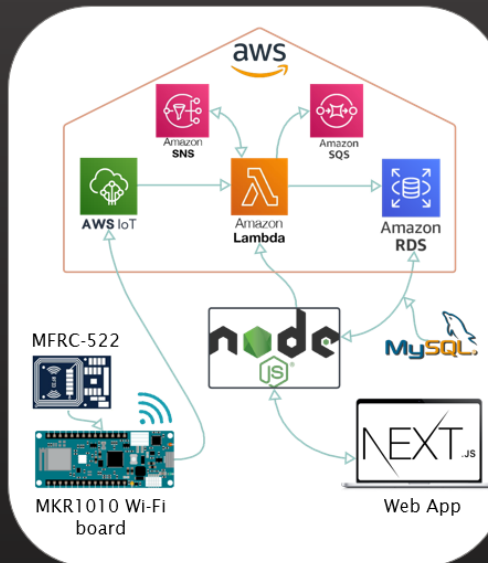 aws
Amazon
SNS
Amazon
SQS
AWS IoT
Amazon
Lambda
Amazon
RDS
MFRC-522
node
JS
MySQL
NEXT
.JS
MKR1010 Wi-Fi
board
Web App